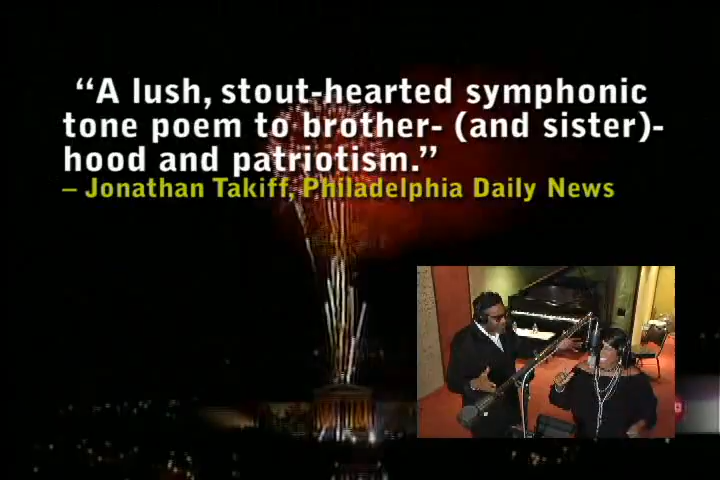 “A lush, stout-hearted symphonic
tone poem to brother- (and sister)-
hood and patriotism.”
– Jonathan Takiff, Philadelphia Daily News